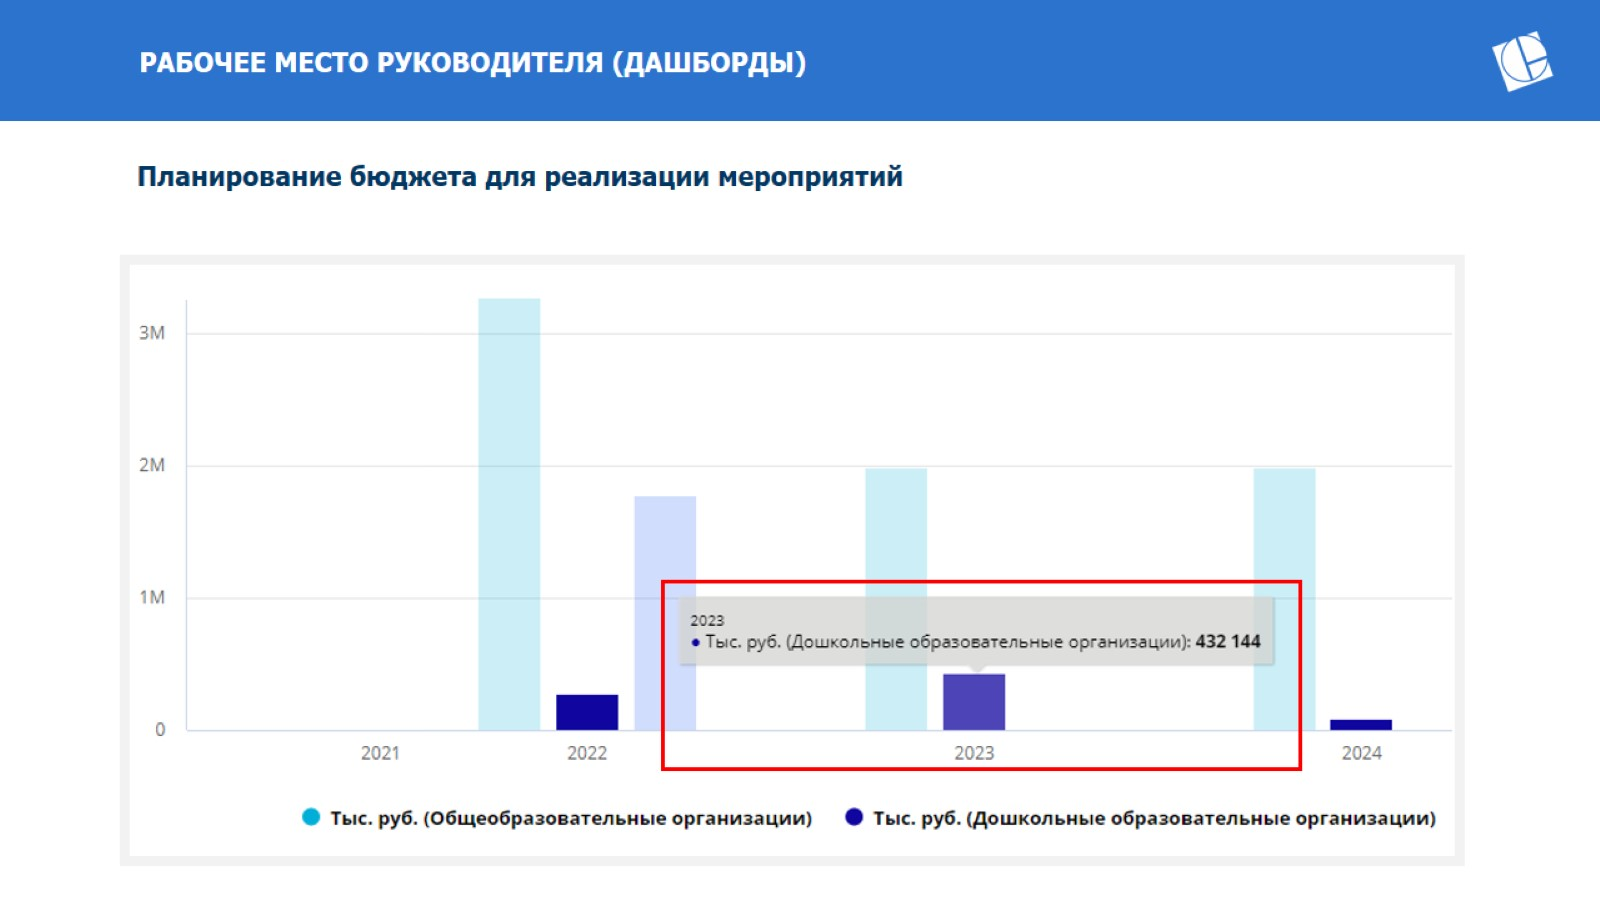 РАБОЧЕЕ МЕСТО РУКОВОДИТЕЛЯ (ДАШБОРДЫ)
Планирование бюджета для реализации мероприятий
3M
2M
1M
0
2023
Тыс. руб. (Дошкольные образовательные организации): 432 144
2021 2022 2023 2024
Тыс. руб. (Общеобразовательные организации) Тыс. руб. (Дошкольные образовательные организации)